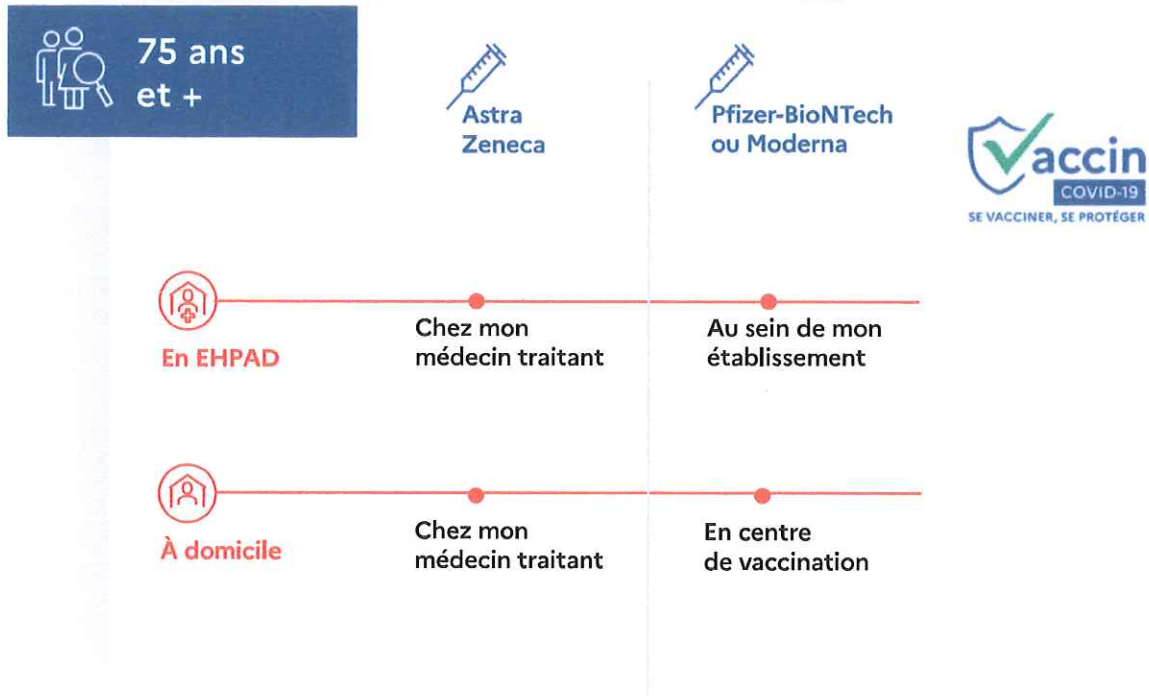 75 ans
et +
Astra
Zeneca
Pfizer-BioNTech
ou Moderna
Vaccin
COVID-19
SE VACCINER, SE PROTÉGER
En EHPAD
Chez mon
médecin traitant
Au sein de mon
établissement
À domicile
Chez mon
médecin traitant
En centre
de vaccination